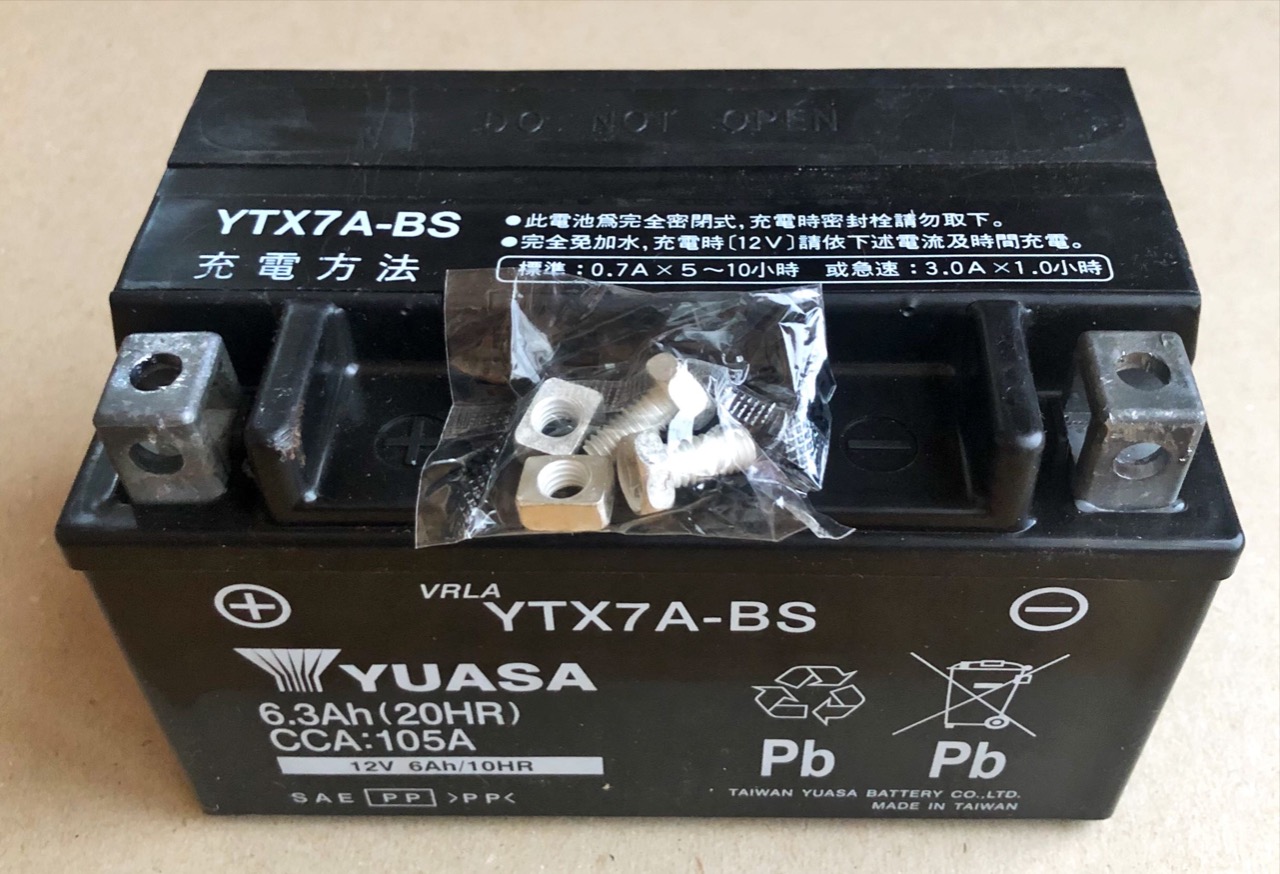 DO NOT OPEN
YTX7A-BS
充電方法
●此電池爲完全密閉式,充電時密封栓請勿取下。
●完全免加水,充電時〔12V〕請依下述電流及時間充電。
標準:0.7A×5～10小時 或急速:3.0A×1.0小時
VRLA
YTX7A-BS
YUASA
6.3Ah(20HR)
CCA:105A
12V 6Ah/10HR
SAE PP >PP<
Pb Pb
TAIWAN YUASA BATTERY CO.,LTD.
MADE IN TAIWAN